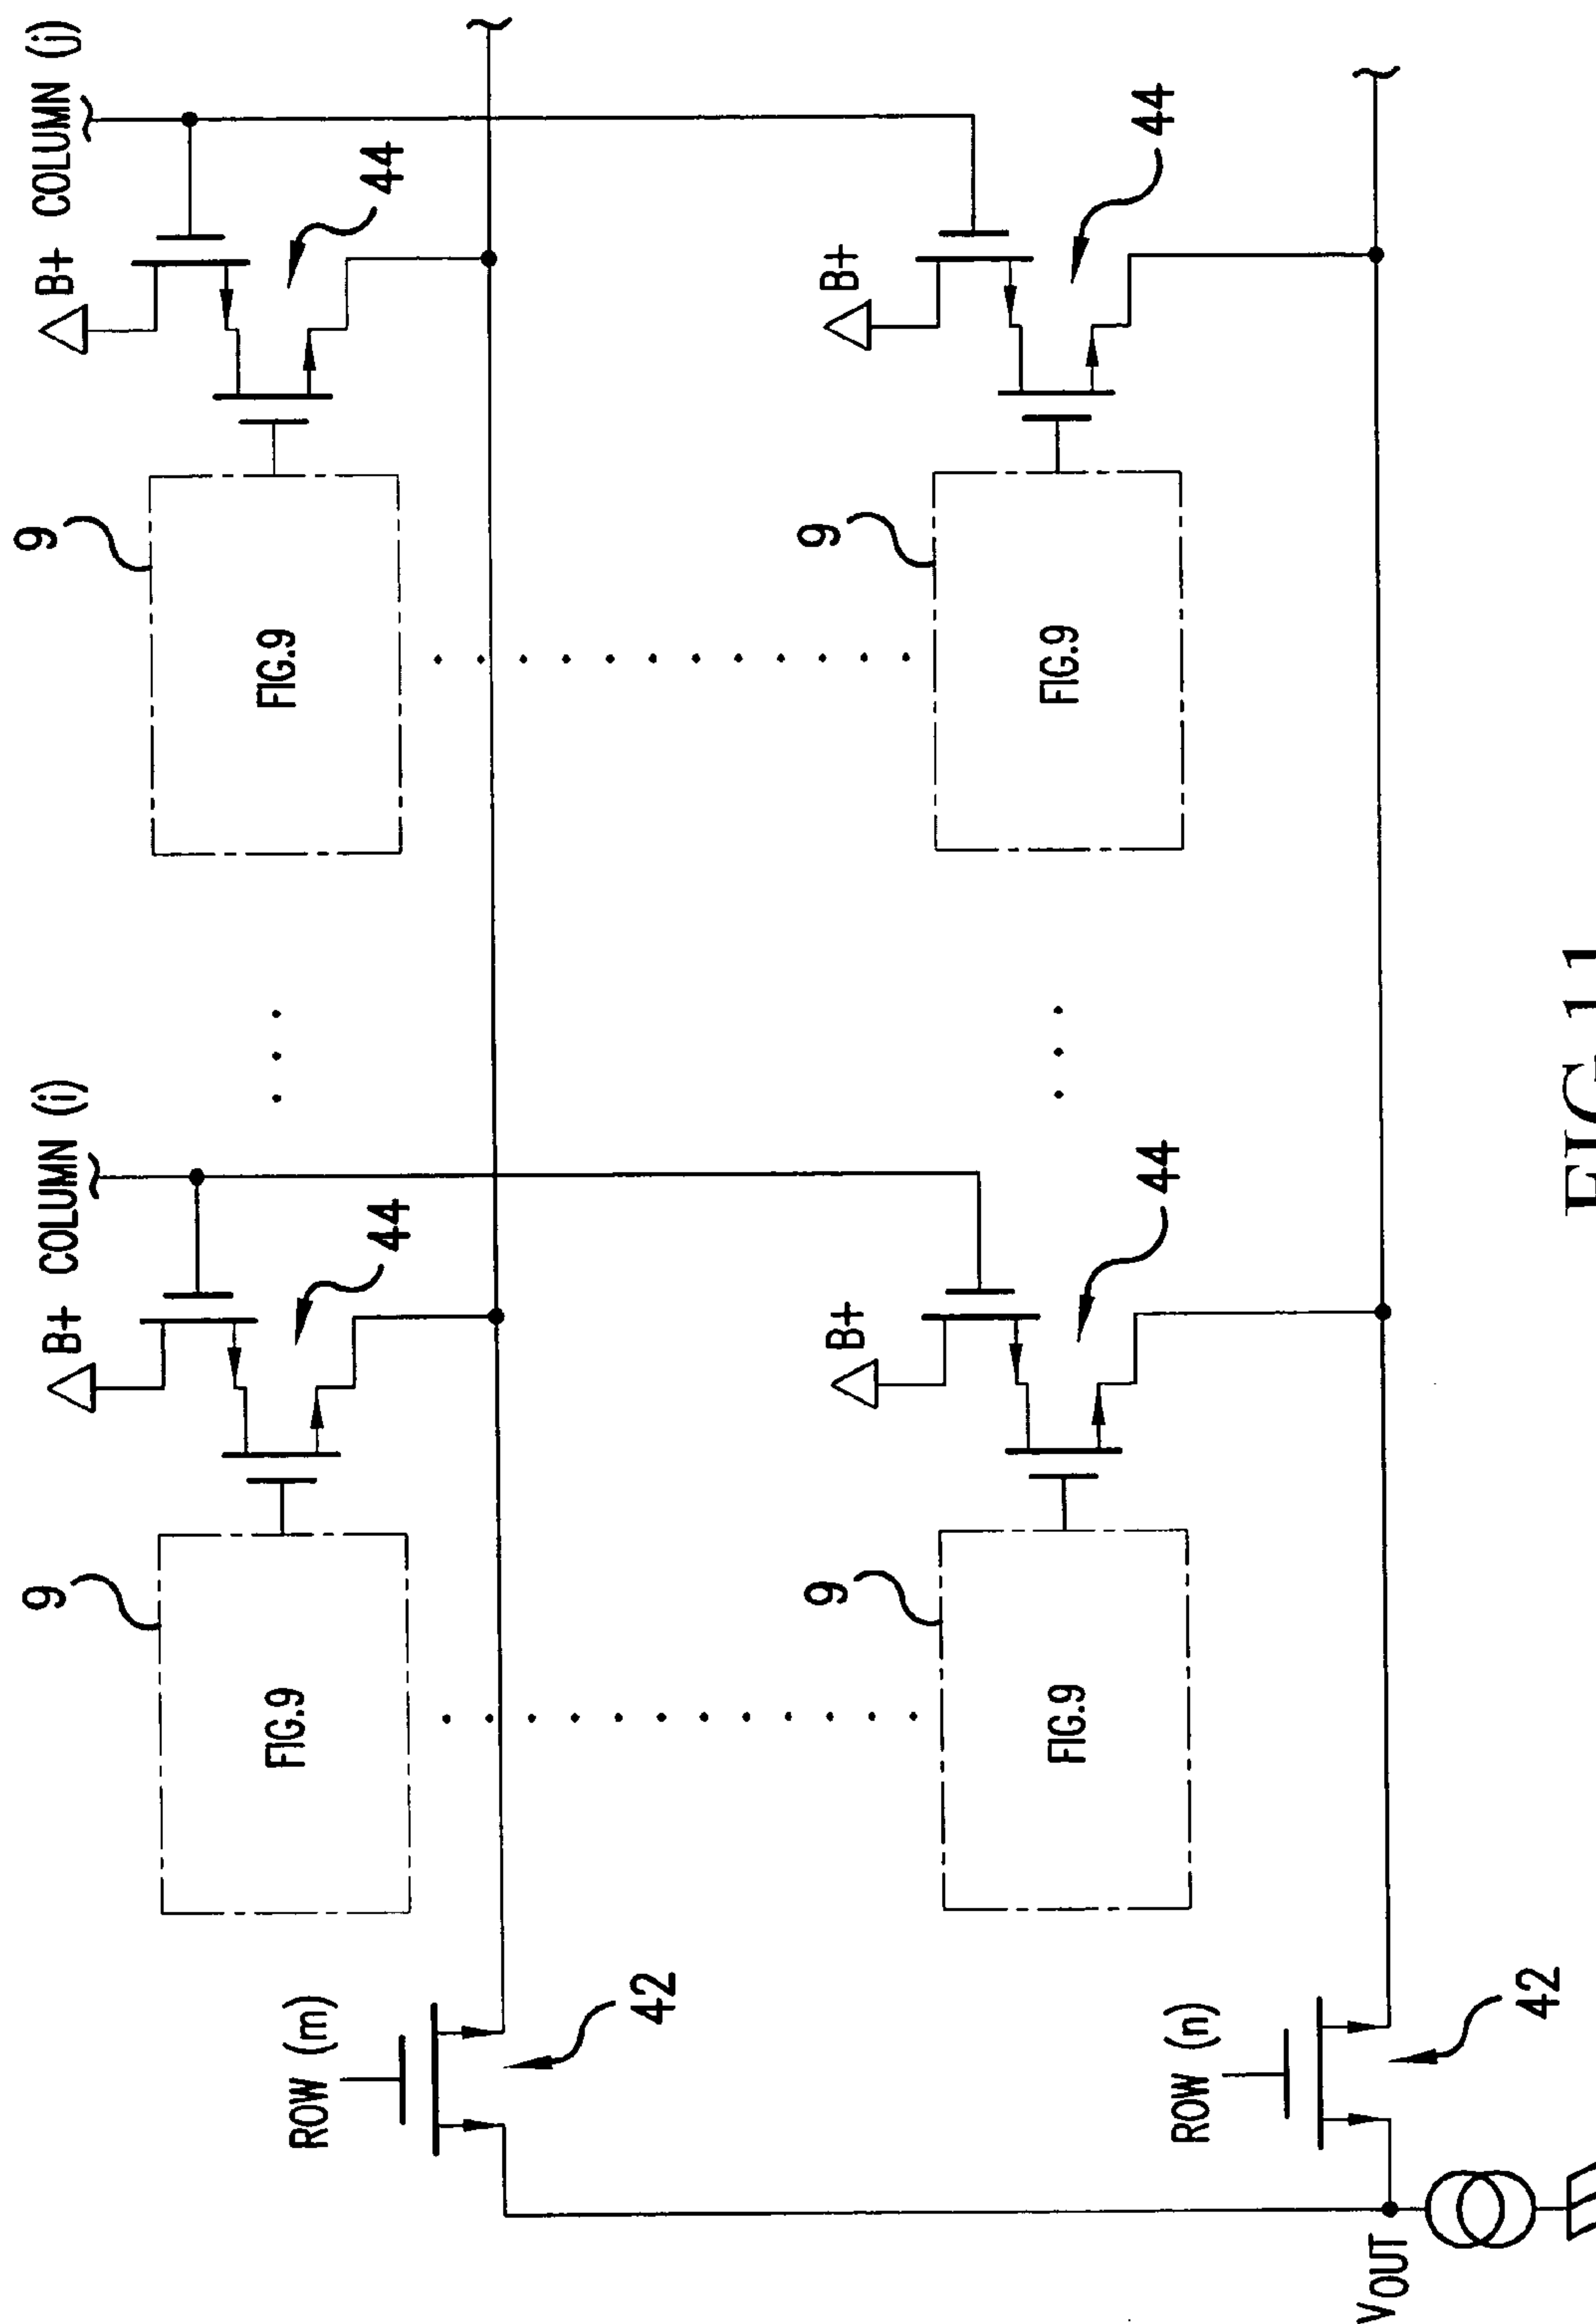 B+ COLUMN (i)
B+ COLUMN (j)
9
44
9
44
FIG.9
FIG.9
ROW (m)
42
B+
B+
9
44
9
44
FIG.9
FIG.9
ROW (n)
42
VOUT
FIG.11